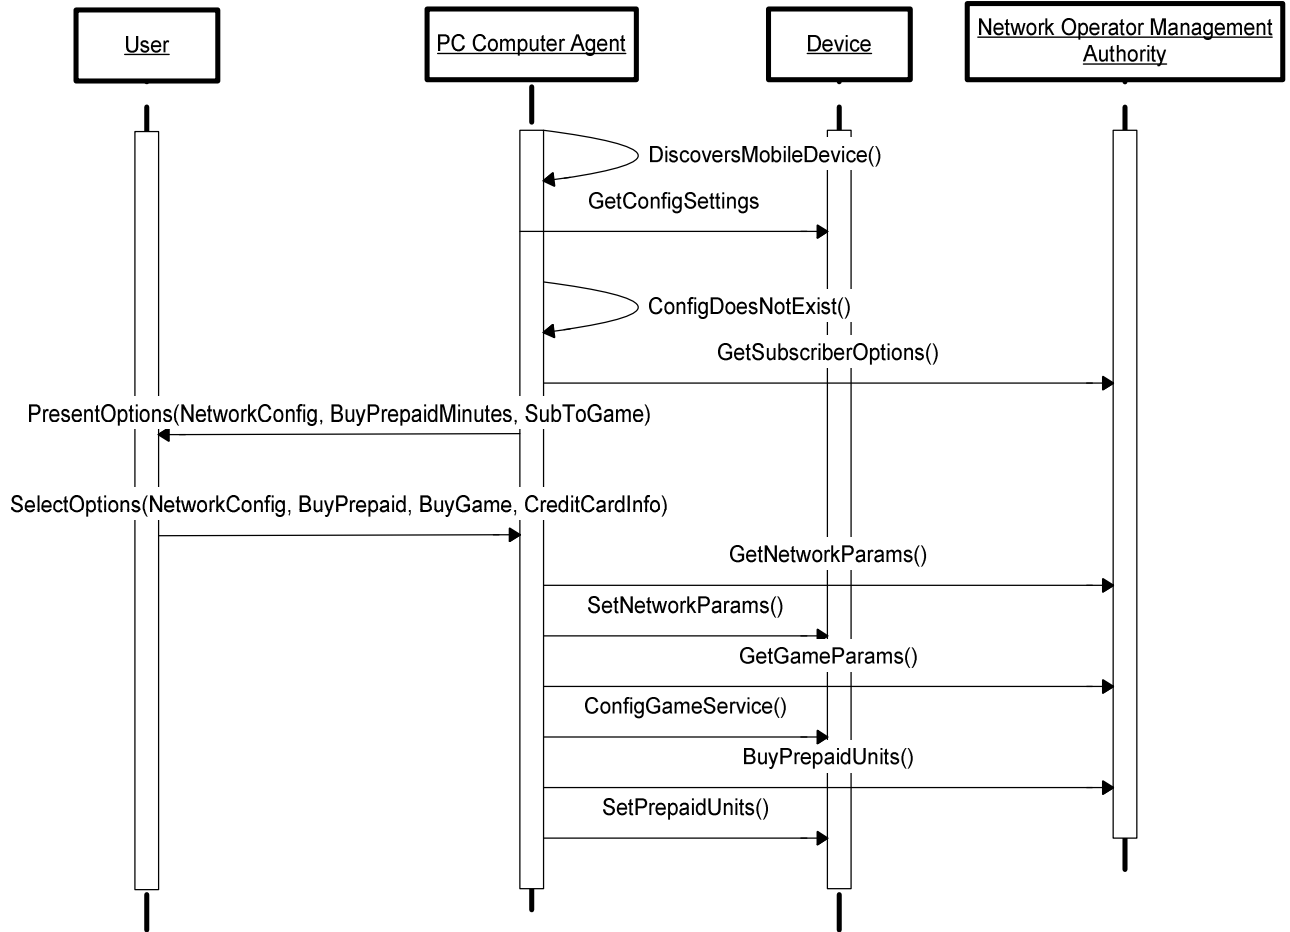 User
PC Computer Agent
Device
Network Operator Management
Authority
DiscoversMobileDevice()
GetConfigSettings
ConfigDoesNotExist()
GetSubscriberOptions()
PresentOptions(NetworkConfig, BuyPrepaidMinutes, SubToGame)
SelectOptions(NetworkConfig, BuyPrepaid, BuyGame, CreditCardInfo)
GetNetworkParams()
SetNetworkParams()
GetGameParams()
ConfigGameService()
BuyPrepaidUnits()
SetPrepaidUnits()